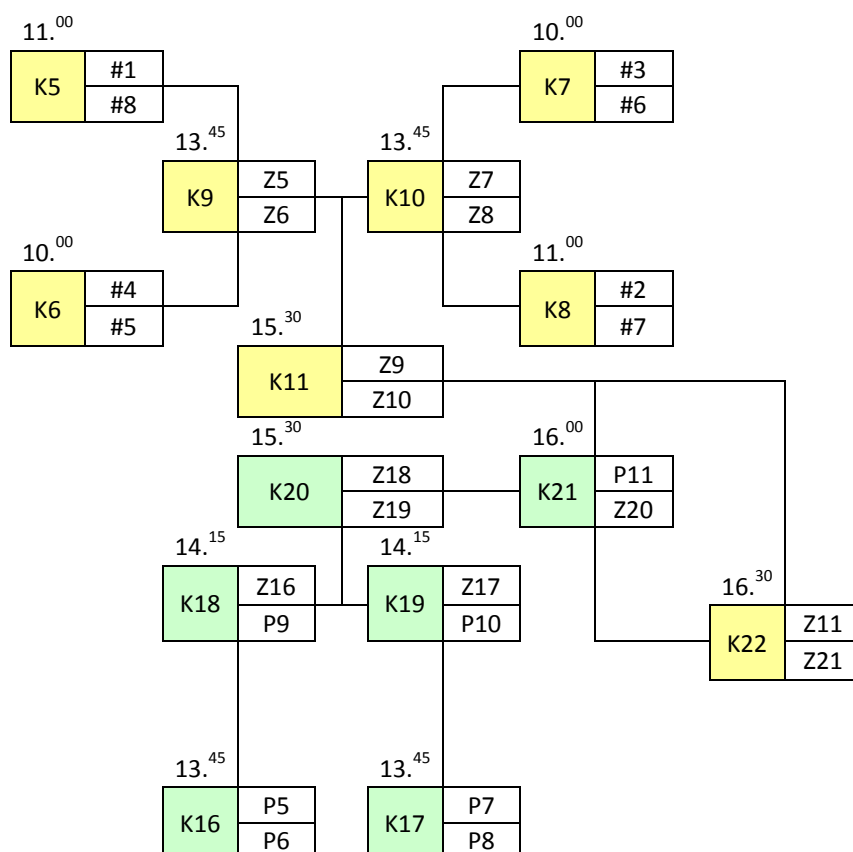 11.00
10.00
K5
#1
#8
K7
#3
#6
13.45
13.45
K9
Z5
Z6
K10
Z7
Z8
10.00
11.00
K6
#4
#5
K8
#2
#7
15.30
K11
Z9
Z10
15.30
16.00
K20
Z18
Z19
K21
P11
Z20
14.15
14.15
K18
Z16
P9
K19
Z17
P10
16.30
K22
Z11
Z21
13.45
13.45
K16
P5
P6
K17
P7
P8